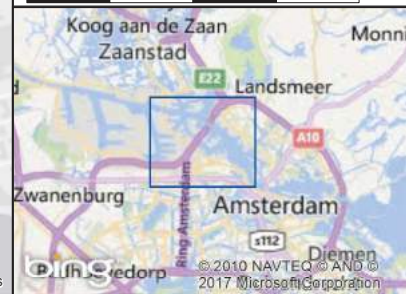 Koog aan de Zaan
Zaanstad
Monni
E22
Landsmeer
A10
Zwanenburg
Ring Amsterdam
Amsterdam
s112
Diemen
bing
© 2010 NAVTEQ © AND ©
2017 Microsoft Corporation